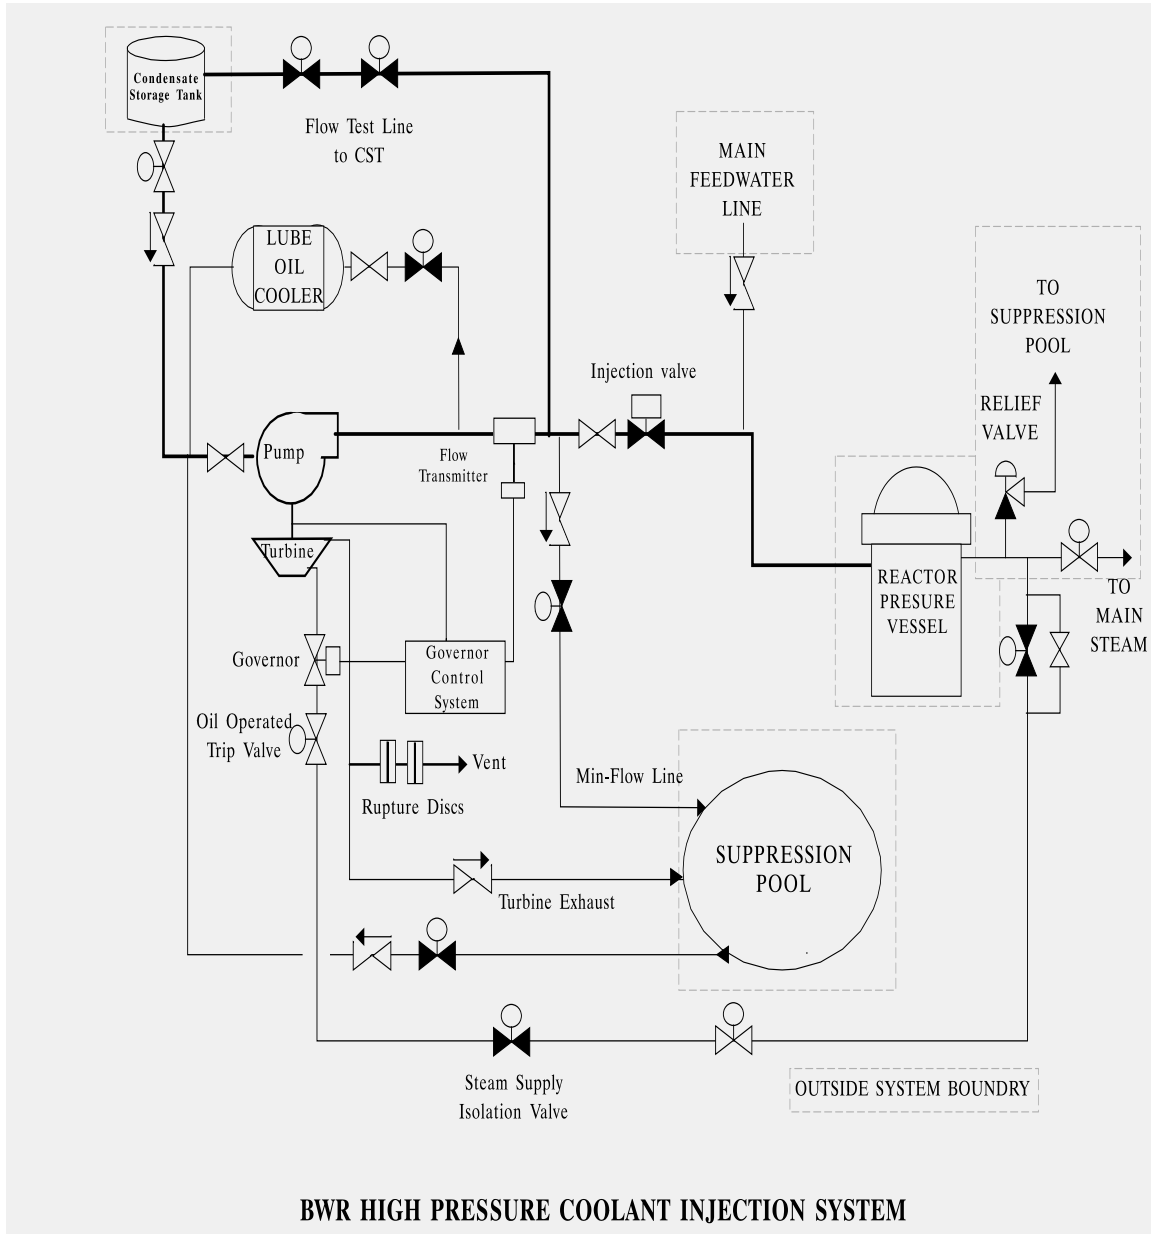 Condensate
Storage Tank
Flow Test Line
to CST
MAIN
FEEDWATER
LINE
LUBE
OIL
COOLER
TO
SUPPRESSION
POOL
Injection valve
RELIEF
VALVE
Pump
Flow
Transmitter
Turbine
REACTOR
PRESURE
VESSEL
TO
MAIN
STEAM
Governor
Governor
Control
System
Oil Operated
Trip Valve
Vent
Rupture Discs
Min-Flow Line
SUPPRESSION
POOL
Turbine Exhaust
Steam Supply
Isolation Valve
OUTSIDE SYSTEM BOUNDRY
BWR HIGH PRESSURE COOLANT INJECTION SYSTEM